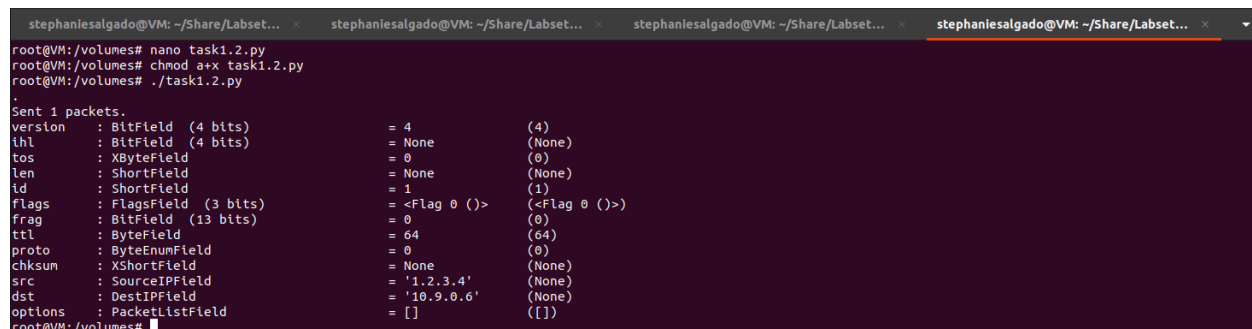 stephaniesalgado@VM: ~/Share/Labset... × stephaniesalgado@VM: ~/Share/Labset... × stephaniesalgado@VM: ~/Share/Labset... × stephaniesalgado@VM: ~/Share/Labset... ×
root@VM:/volumes# nano task1.2.py
root@VM:/volumes# chmod a+x task1.2.py
root@VM:/volumes# ./task1.2.py
.
Sent 1 packets.
version : BitField (4 bits) = 4 (4)
ihl : BitField (4 bits) = None (None)
tos : XByteField = 0 (0)
len : ShortField = None (None)
id : ShortField = 1 (1)
flags : FlagsField (3 bits) = <Flag 0 ()> (<Flag 0 ()>)
frag : BitField (13 bits) = 0 (0)
ttl : ByteField = 64 (64)
proto : ByteEnumField = 0 (0)
chksum : XShortField = None (None)
src : SourceIPField = '1.2.3.4' (None)
dst : DestIPField = '10.9.0.6' (None)
options : PacketListField = [] ([])
root@VM:/volumes#